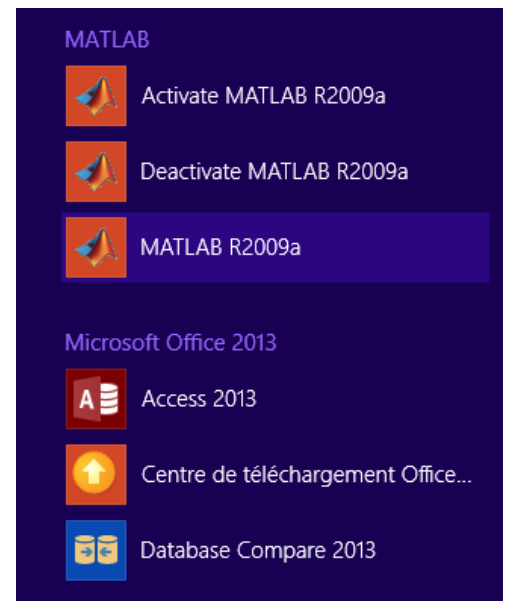 MATLAB
Activate MATLAB R2009a
Deactivate MATLAB R2009a
MATLAB R2009a
Microsoft Office 2013
A
Access 2013
Centre de téléchargement Office...
Database Compare 2013